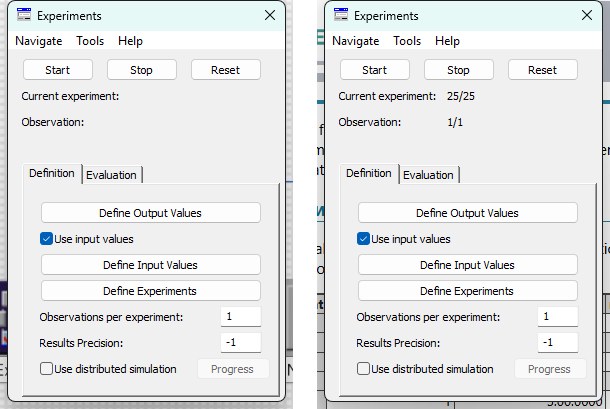 Experiments
Navigate Tools Help
Start Stop Reset
Current experiment:
Observation:
Definition Evaluation
Define Output Values
Use input values
Define Input Values
Define Experiments
Observations per experiment: 1
Results Precision: -1
Use distributed simulation Progress
Experiments
Navigate Tools Help
Start Stop Reset
Current experiment: 25/25
Observation: 1/1
Definition Evaluation
Define Output Values
Use input values
Define Input Values
Define Experiments
Observations per experiment: 1
Results Precision: -1
Use distributed simulation Progress